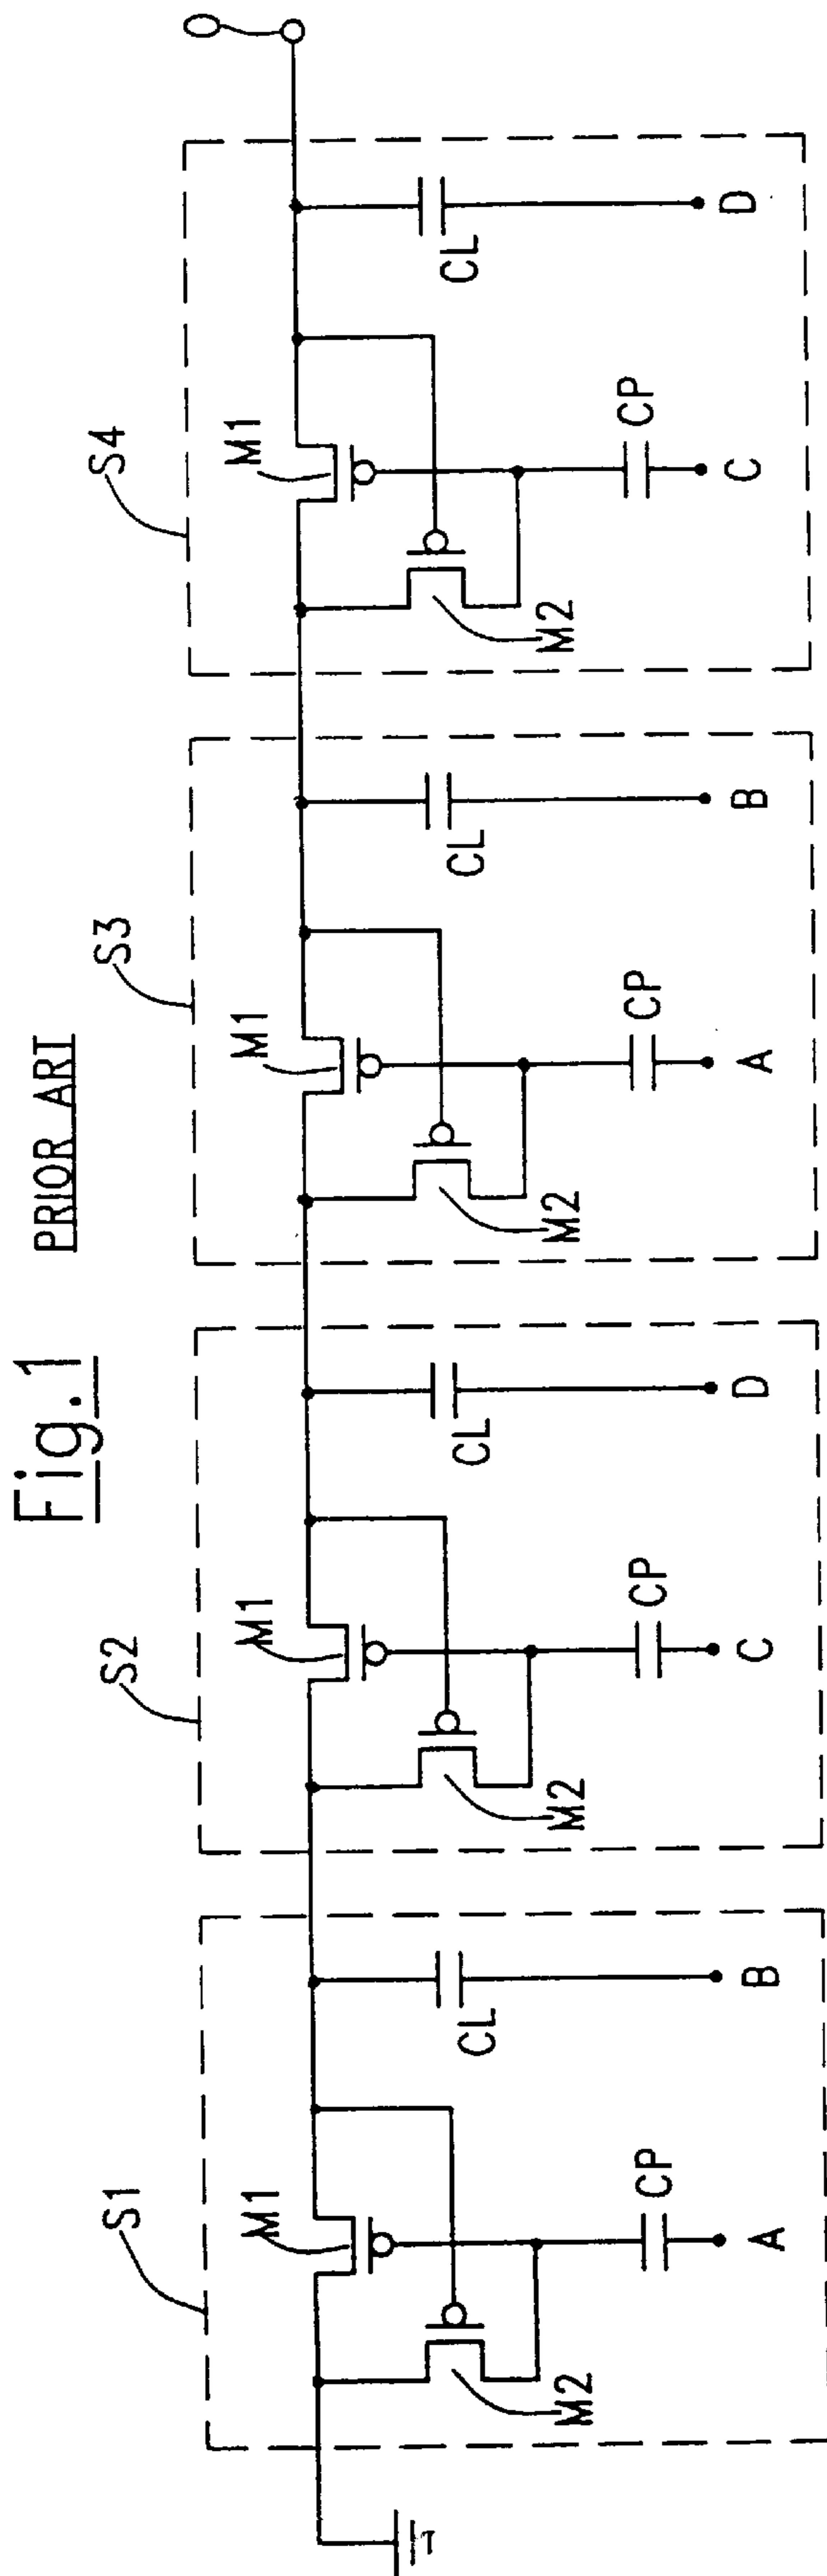 Fig.1 PRIOR ART
S1 S2 S3 S4 O
M1 M1 M1 M1
CL CL CL CL
M2 M2 M2 M2
CP CP CP CP
A B C D A B C D